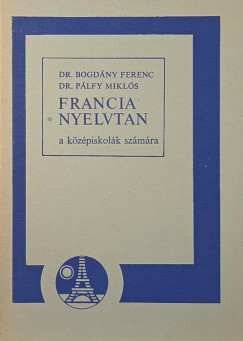 DR. BOGDÁNY FERENC
DR. PÁLFY MIKLÓS
FRANCIA
NYELVTAN
a középiskolák számára